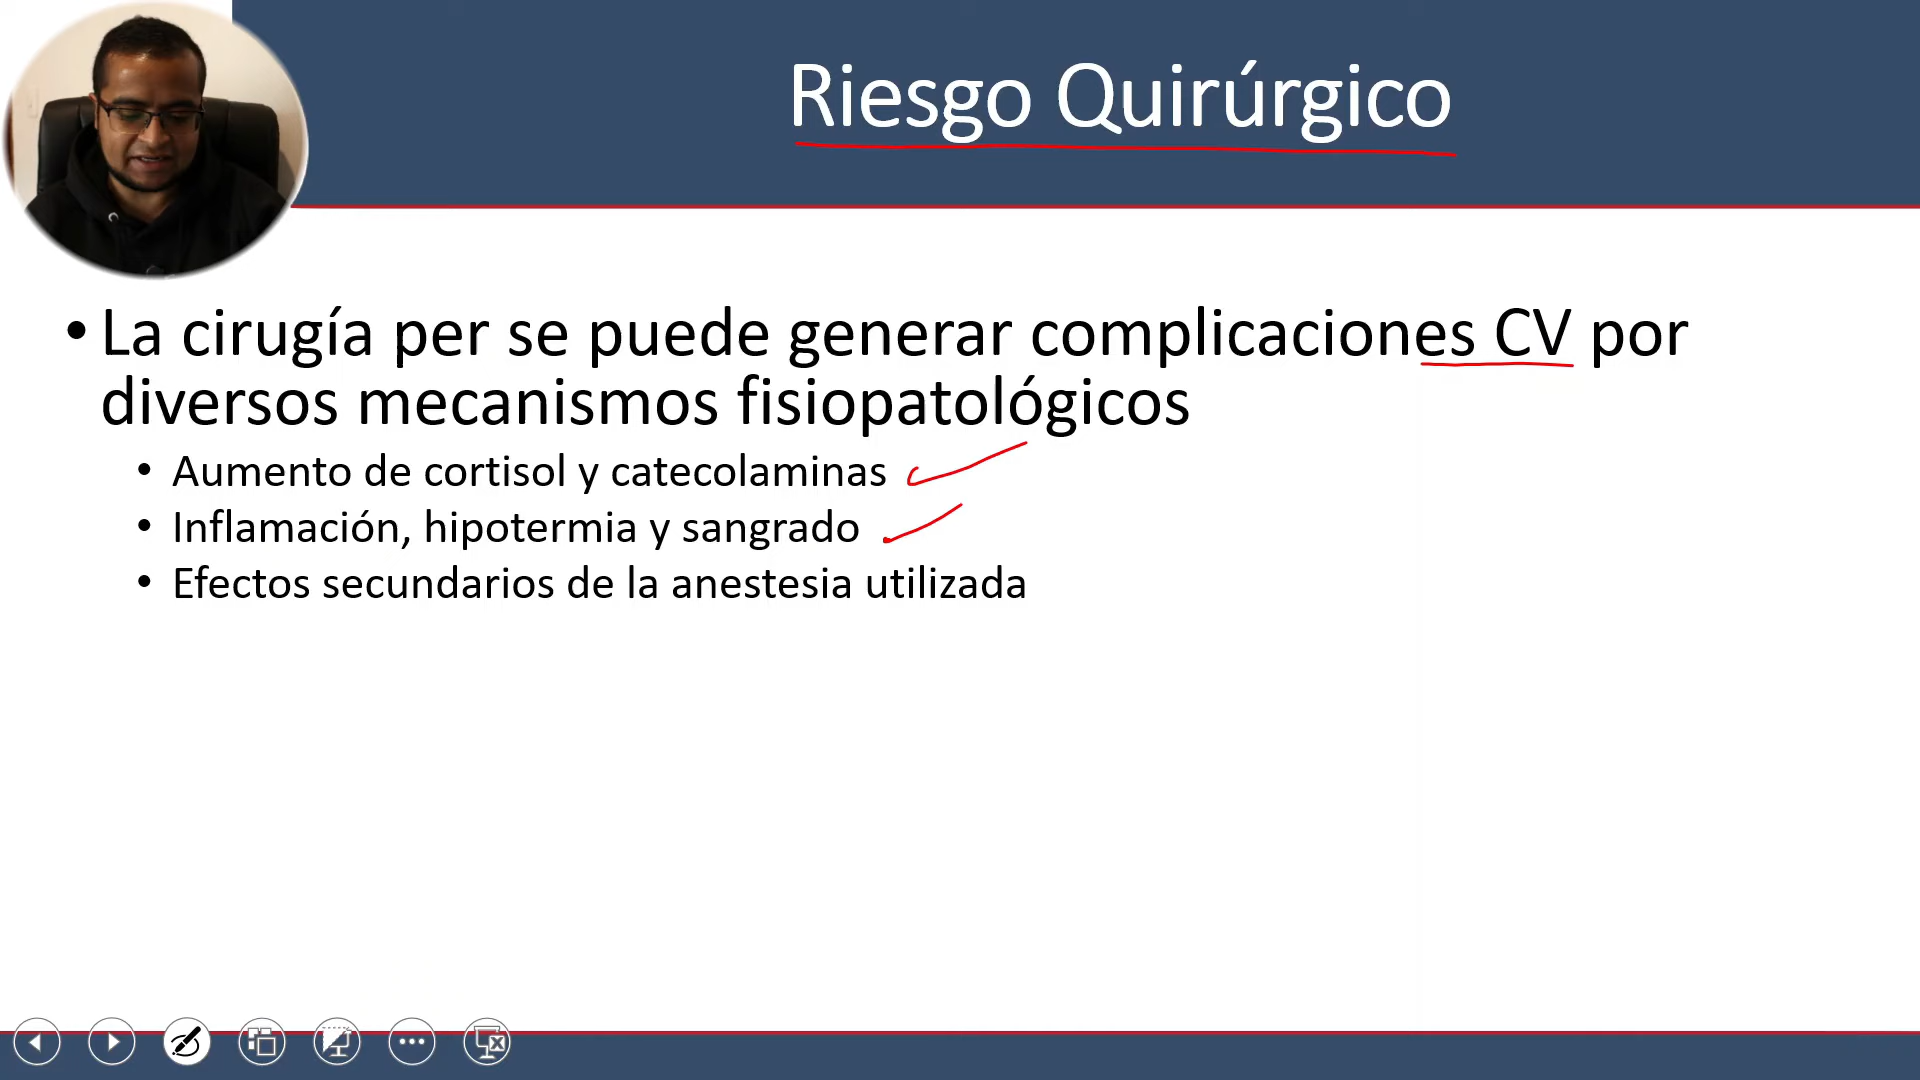 Riesgo Quirúrgico
• La cirugía per se puede generar complicaciones CV por
diversos mecanismos fisiopatológicos
• Aumento de cortisol y catecolaminas
• Inflamación, hipotermia y sangrado
• Efectos secundarios de la anestesia utilizada